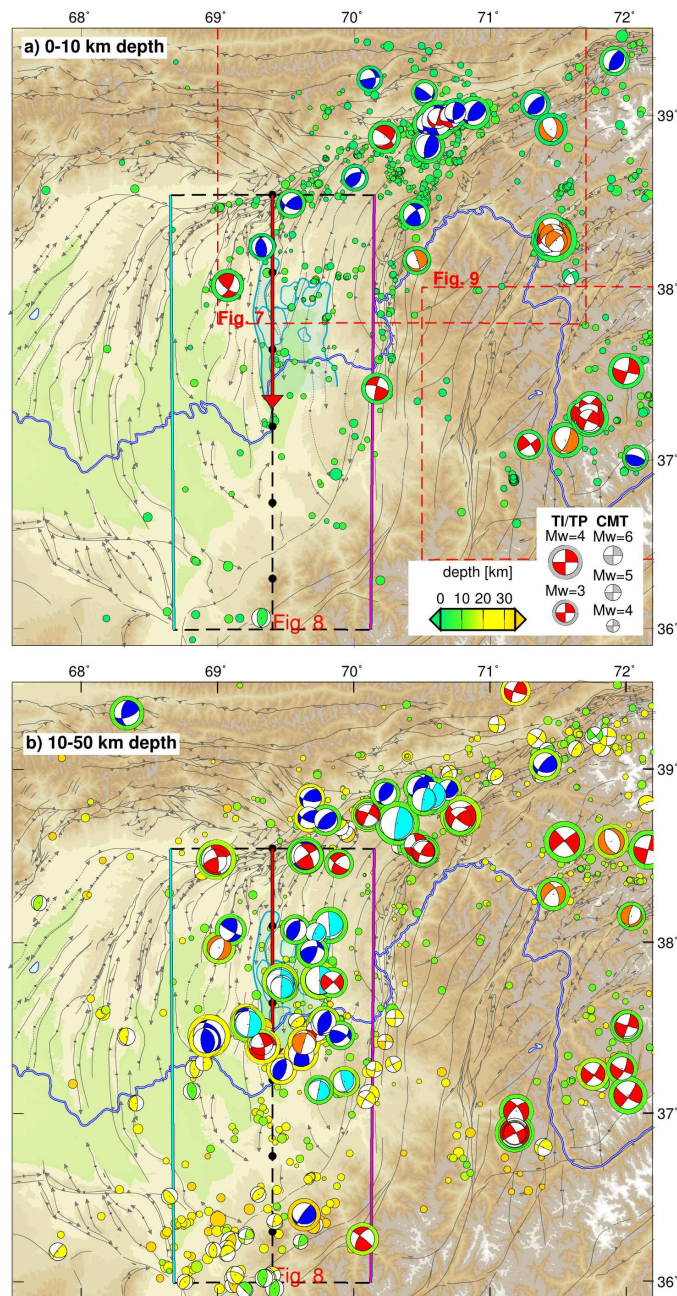 68° 69° 70° 71° 72°
a) 0-10 km depth
39°
38°
Fig. 9
Fig. 7
37°
TI/TP CMT
Mw=4 Mw=6
Mw=5
Mw=3
Mw=4
depth [km]
0 10 20 30
Fig. 8
36°
68° 69° 70° 71° 72°
b) 10-50 km depth
39°
38°
37°
Fig. 8
36°